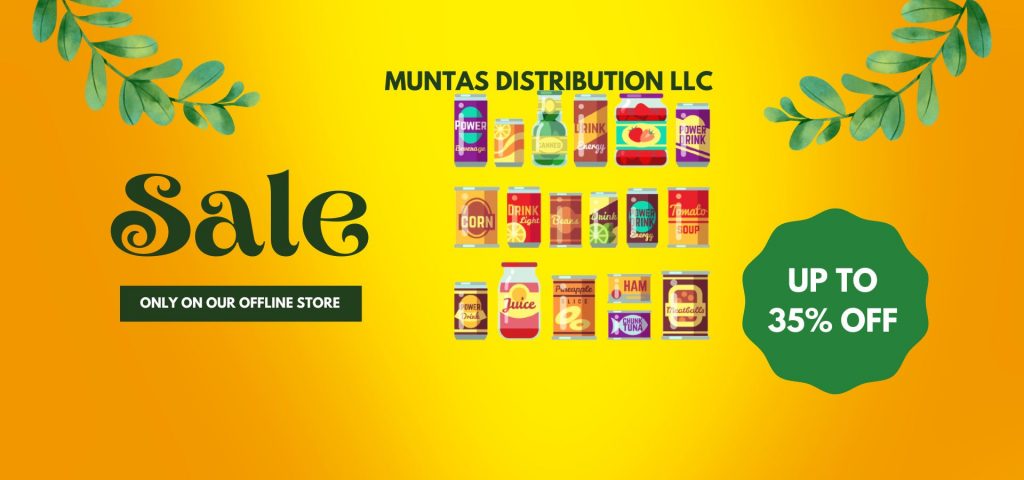 MUNTAS DISTRIBUTION LLC
Sale
ONLY ON OUR OFFLINE STORE
UP TO
35% OFF
POWER
Beverage
CANNED
DRINK
Energy
POWER
DRINK
CORN
DRINK
Light
Beans
Drink
POWER
DRINK
Energy
Tomato
SOUP
POWER
Drink
Juice
Pineapple
SLICE
HAM
CHUNK
TUNA
Meatballs